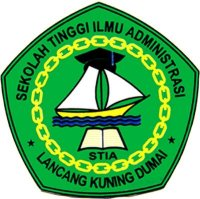 SEKOLAH TINGGI ILMU ADMINISTRASI
STIA
LANCANG KUNING DUMAI